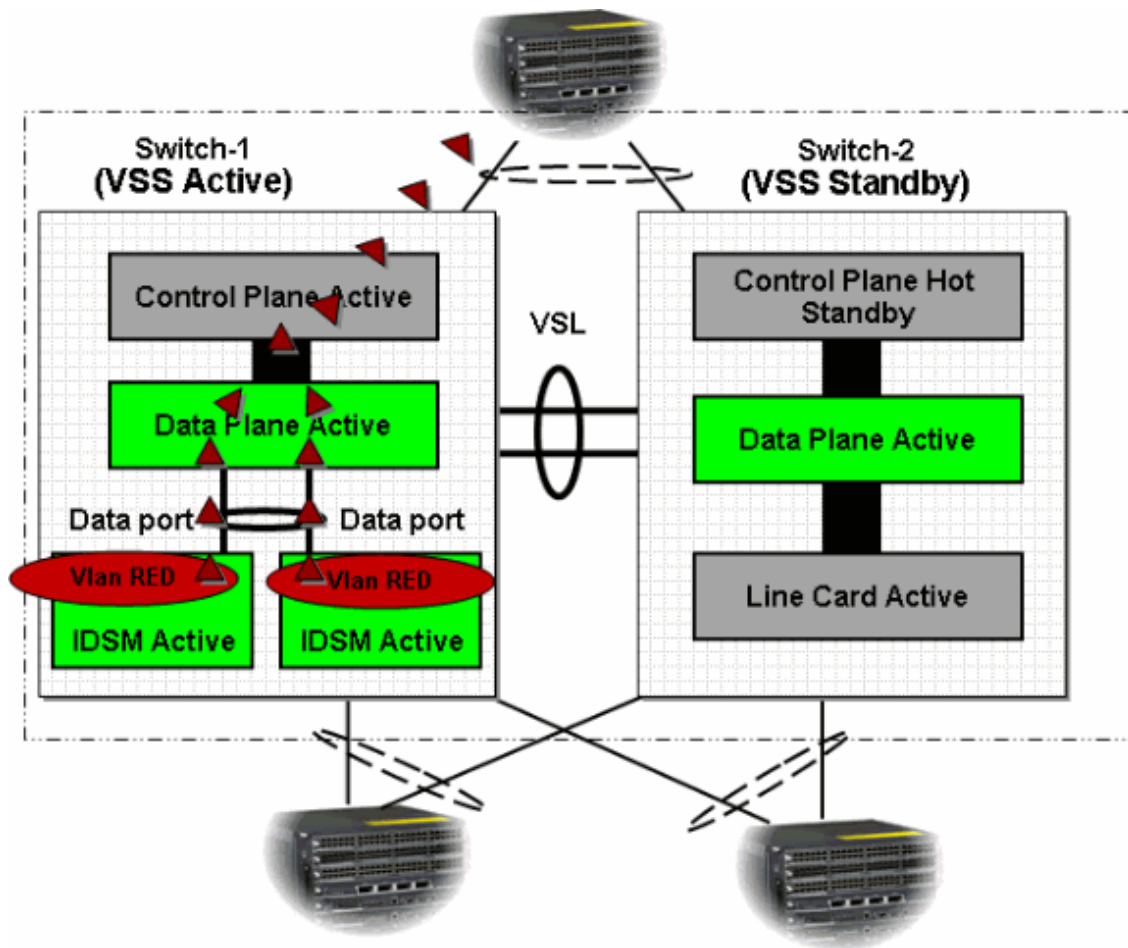 Switch-1
(VSS Active)
Switch-2
(VSS Standby)
Control Plane Active
Control Plane Hot
Standby
VSL
Data Plane Active
Data Plane Active
Data port
Data port
Vlan RED
Vlan RED
IDSM Active
IDSM Active
Line Card Active